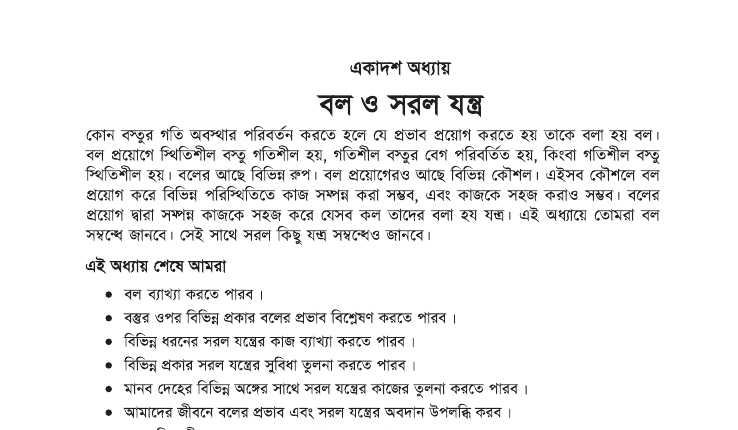 একাদশ অধ্যায়
বল ও সরল যন্ত্র
কোন বস্তুর গতি অবস্থার পরিবর্তন করতে হলে যে প্রভাব প্রয়োগ করতে হয় তাকে বলা হয় বল।
বল প্রয়োগে স্থিতিশীল বস্তু গতিশীল হয়, গতিশীল বস্তুর বেগ পরিবর্তিত হয়, কিংবা গতিশীল বস্তু
স্থিতিশীল হয়। বলের আছে বিভিন্ন রূপ। বল প্রয়োগেরও আছে বিভিন্ন কৌশল। এইসব কৌশলে বল
প্রয়োগ করে বিভিন্ন পরিস্থিতিতে কাজ সম্পন্ন করা সম্ভব, এবং কাজকে সহজ করাও সম্ভব। বলের
প্রয়োগ দ্বারা সম্পন্ন কাজকে সহজ করে যেসব কল তাদের বলা হয যন্ত্র। এই অধ্যায়ে তোমরা বল
সম্বন্ধে জানবে। সেই সাথে সরল কিছু যন্ত্র সম্বন্ধেও জানবে।
এই অধ্যায় শেষে আমরা
• বল ব্যাখ্যা করতে পারব ।
• বস্তুর ওপর বিভিন্ন প্রকার বলের প্রভাব বিশ্লেষণ করতে পারব ।
• বিভিন্ন ধরনের সরল যন্ত্রের কাজ ব্যাখ্যা করতে পারব ।
• বিভিন্ন প্রকার সরল যন্ত্রের সুবিধা তুলনা করতে পারব ।
• মানব দেহের বিভিন্ন অঙ্গের সাথে সরল যন্ত্রের কাজের তুলনা করতে পারব ।
• আমাদের জীবনে বলের প্রভাব এবং সরল যন্ত্রের অবদান উপলব্ধি করব ।